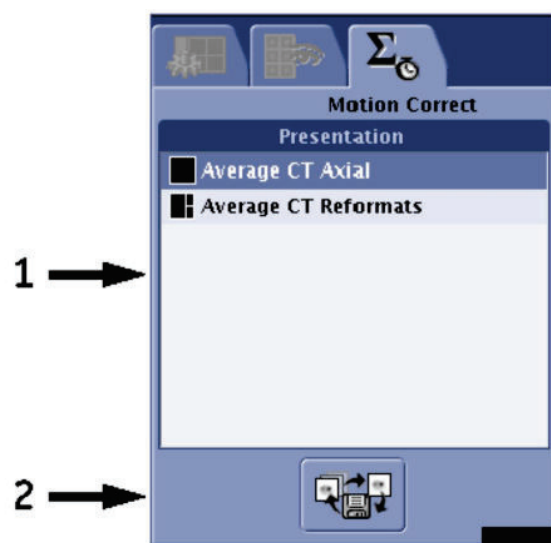 Σ
Motion Correct
Presentation
Average CT Axial
Average CT Reformats
1
2